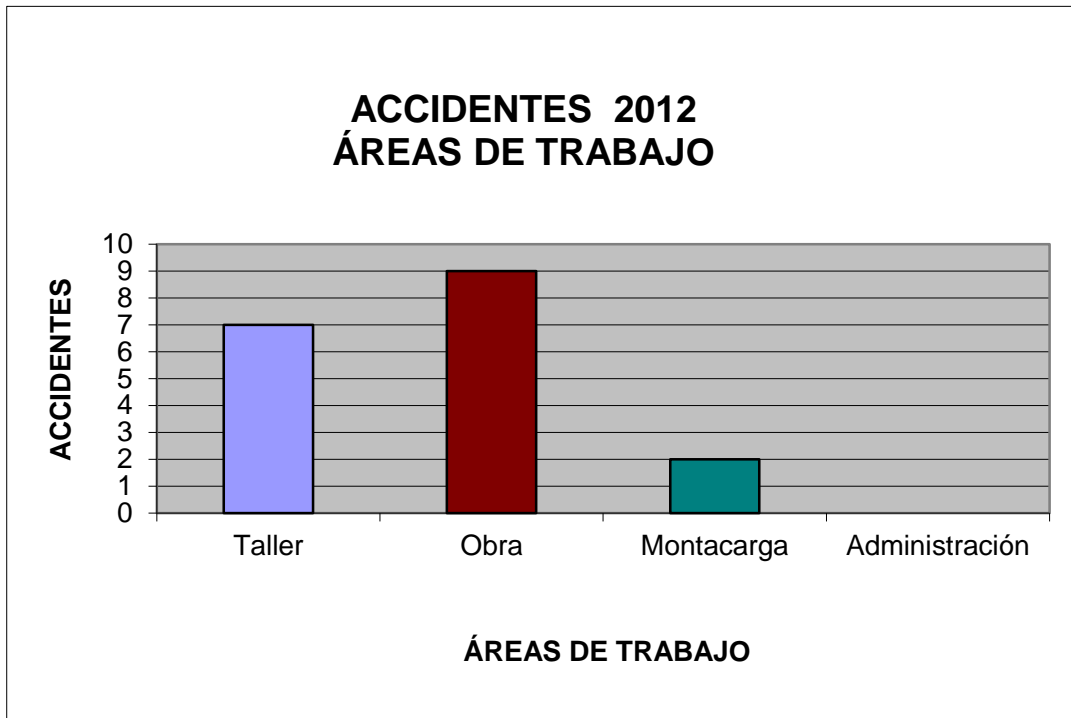 ACCIDENTES 2012
ÁREAS DE TRABAJO
ACCIDENTES
10
9
8
7
6
5
4
3
2
1
0
Taller Obra Montacarga Administración
ÁREAS DE TRABAJO